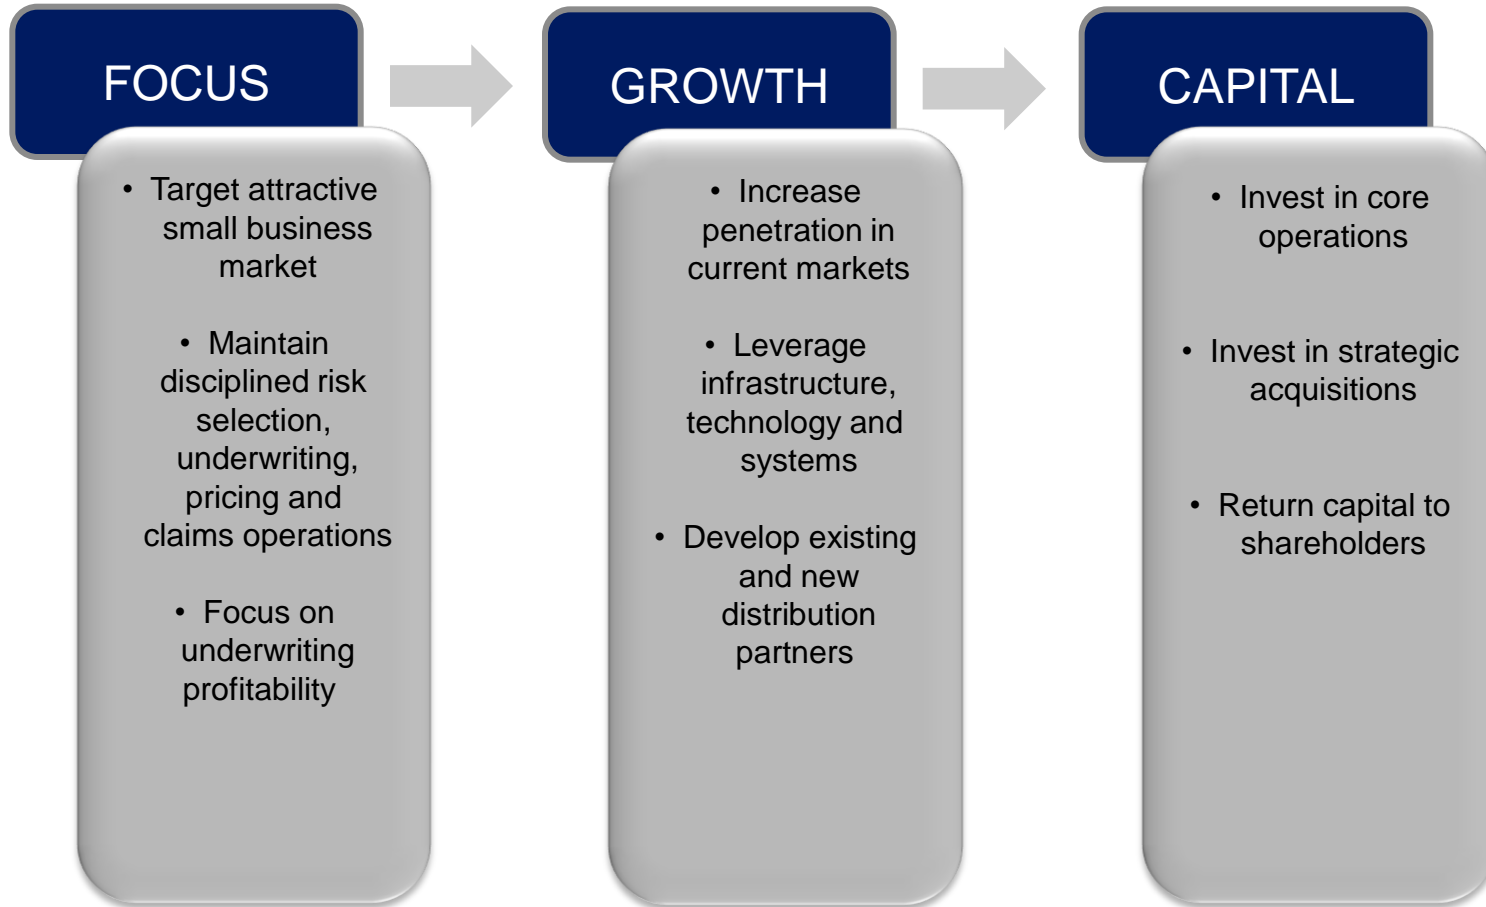 FOCUS
• Target attractive
small business
market
• Maintain
disciplined risk
selection,
underwriting,
pricing and
claims operations
• Focus on
underwriting
profitability
GROWTH
• Increase
penetration in
current markets
• Leverage
infrastructure,
technology and
systems
• Develop existing
and new
distribution
partners
CAPITAL
• Invest in core
operations
• Invest in strategic
acquisitions
• Return capital to
shareholders